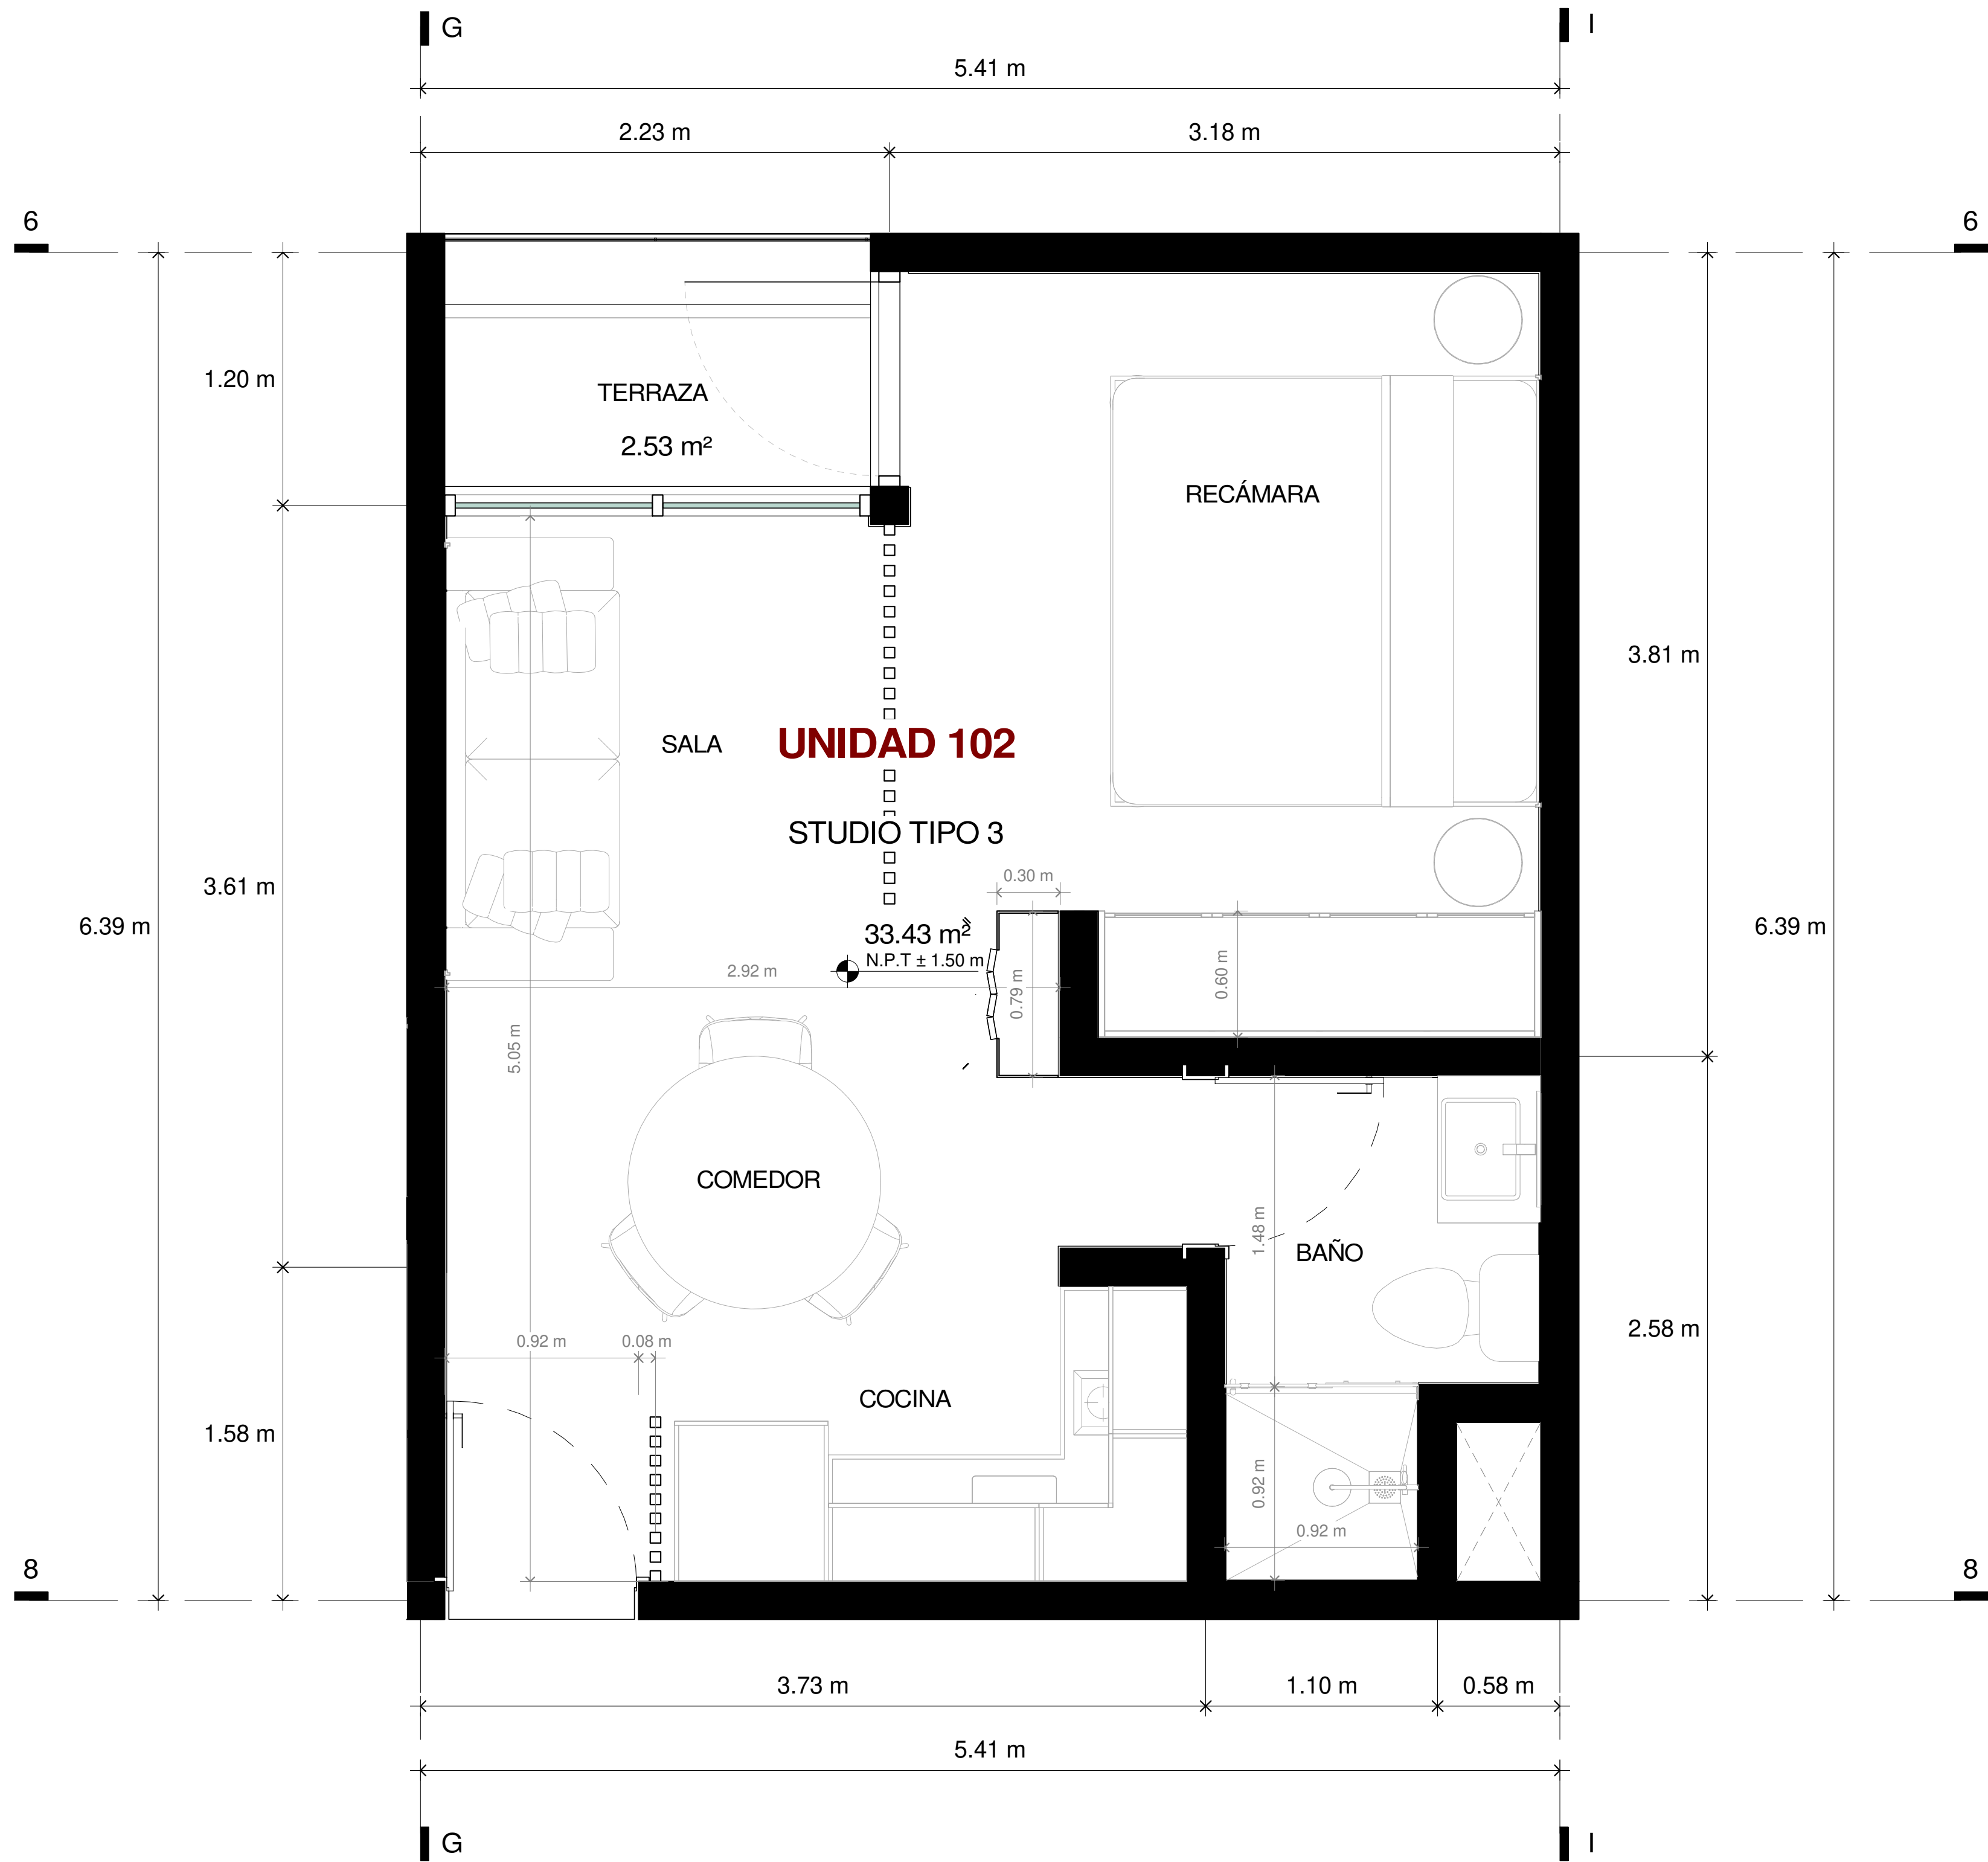 G
I
5.41 m
2.23 m
3.18 m
6
6
1.20 m
TERRAZA
2.53 m²
RECÁMARA
3.81 m
SALA
UNIDAD 102
STUDIO TIPO 3
0.30 m
3.61 m
6.39 m
33.43 m²
N.P.T ± 1.50 m
2.92 m
0.79 m
0.60 m
6.39 m
5.05 m
COMEDOR
1.48 m
BAÑO
0.92 m
0.08 m
2.58 m
COCINA
1.58 m
0.92 m
0.92 m
8
8
3.73 m
1.10 m
0.58 m
5.41 m
G
I